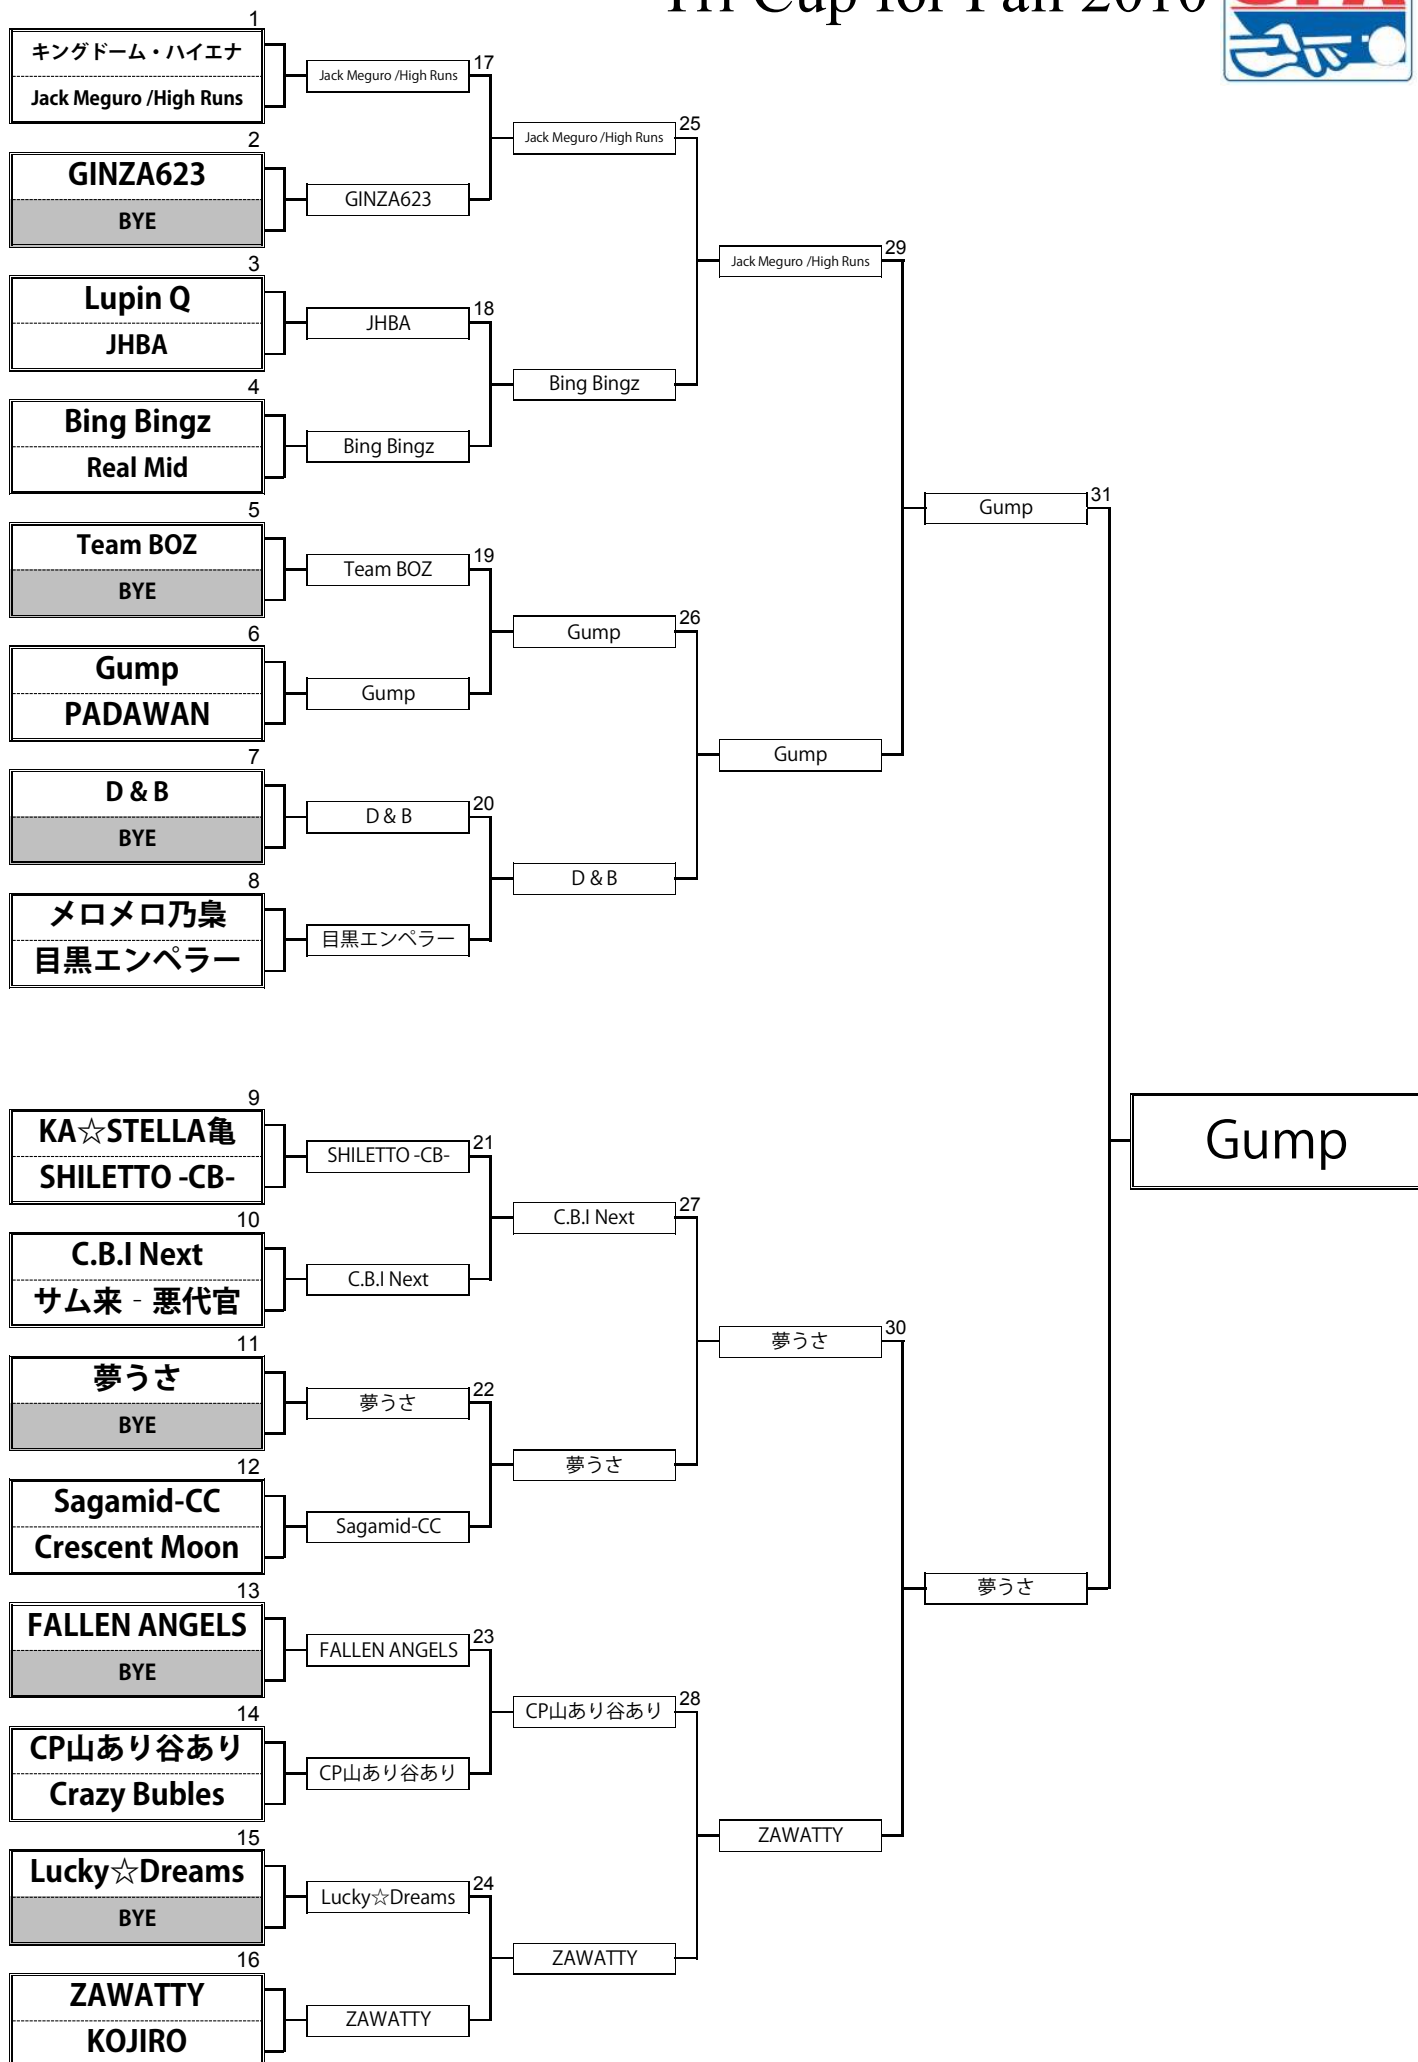 Tri Cup for Fall 2010
1
キングドーム・ハイエナ
Jack Meguro /High Runs
2
GINZA623
BYE
3
Lupin Q
JHBA
4
Bing Bingz
Real Mid
5
Team BOZ
BYE
6
Gump
PADAWAN
7
D & B
BYE
8
メロメロ乃梟
目黒エンペラー
9
KA☆STELLA亀
SHILETTO -CB-
10
C.B.I Next
サム来‐悪代官
11
夢うさ
BYE
12
Sagamid-CC
Crescent Moon
13
FALLEN ANGELS
BYE
14
CP山あり谷あり
Crazy Bubles
15
Lucky☆Dreams
BYE
16
ZAWATTY
KOJIRO
17
Jack Meguro /High Runs
GINZA623
18
JHBA
Bing Bingz
19
Team BOZ
Gump
20
D & B
目黒エンペラー
21
SHILETTO -CB-
C.B.I Next
22
夢うさ
Sagamid-CC
23
FALLEN ANGELS
CP山あり谷あり
24
Lucky☆Dreams
ZAWATTY
25
Jack Meguro /High Runs
Bing Bingz
26
Gump
D & B
27
C.B.I Next
夢うさ
28
CP山あり谷あり
ZAWATTY
29
Jack Meguro /High Runs
Gump
30
夢うさ
ZAWATTY
31
Gump
夢うさ
Gump